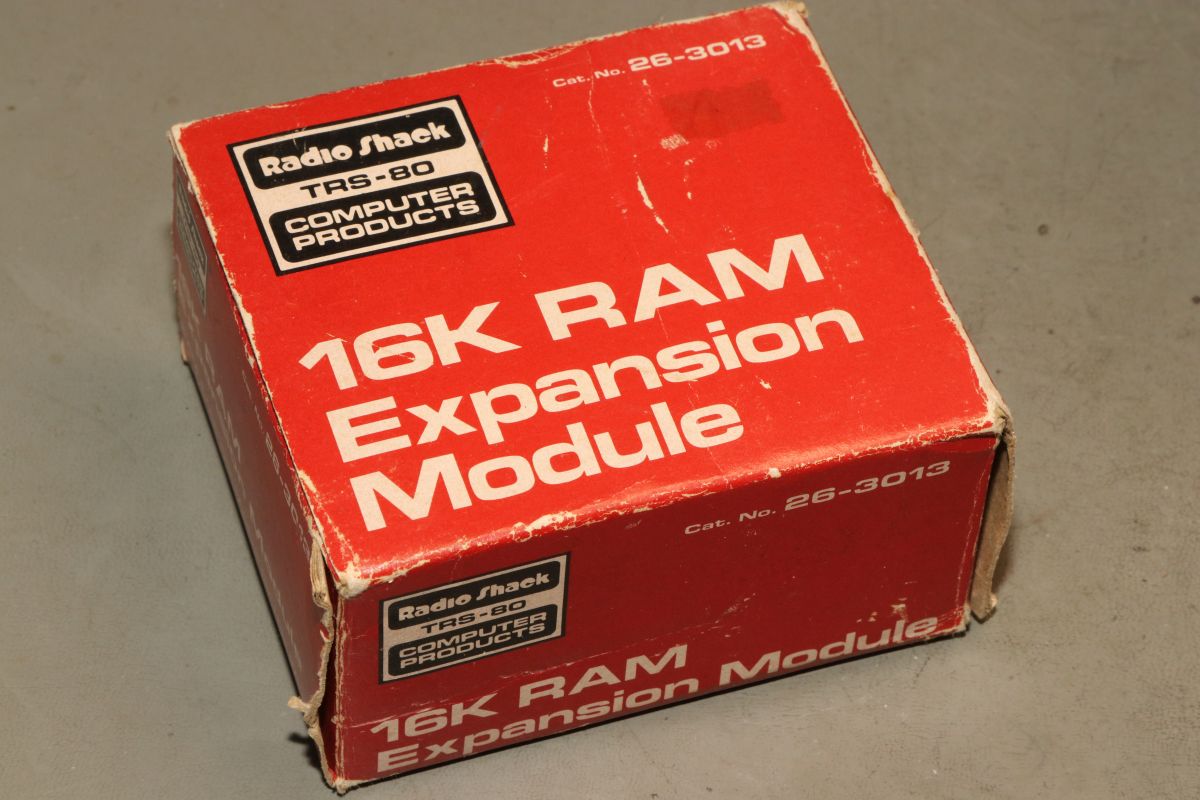 Cat. No. 26-3013
Radio Shack
TRS-80
COMPUTER
PRODUCTS
16K RAM
Expansion
Module
Cat. No. 26-3013
Radio Shack
TRS-80
COMPUTER
PRODUCTS
16K RAM
Expansion Module